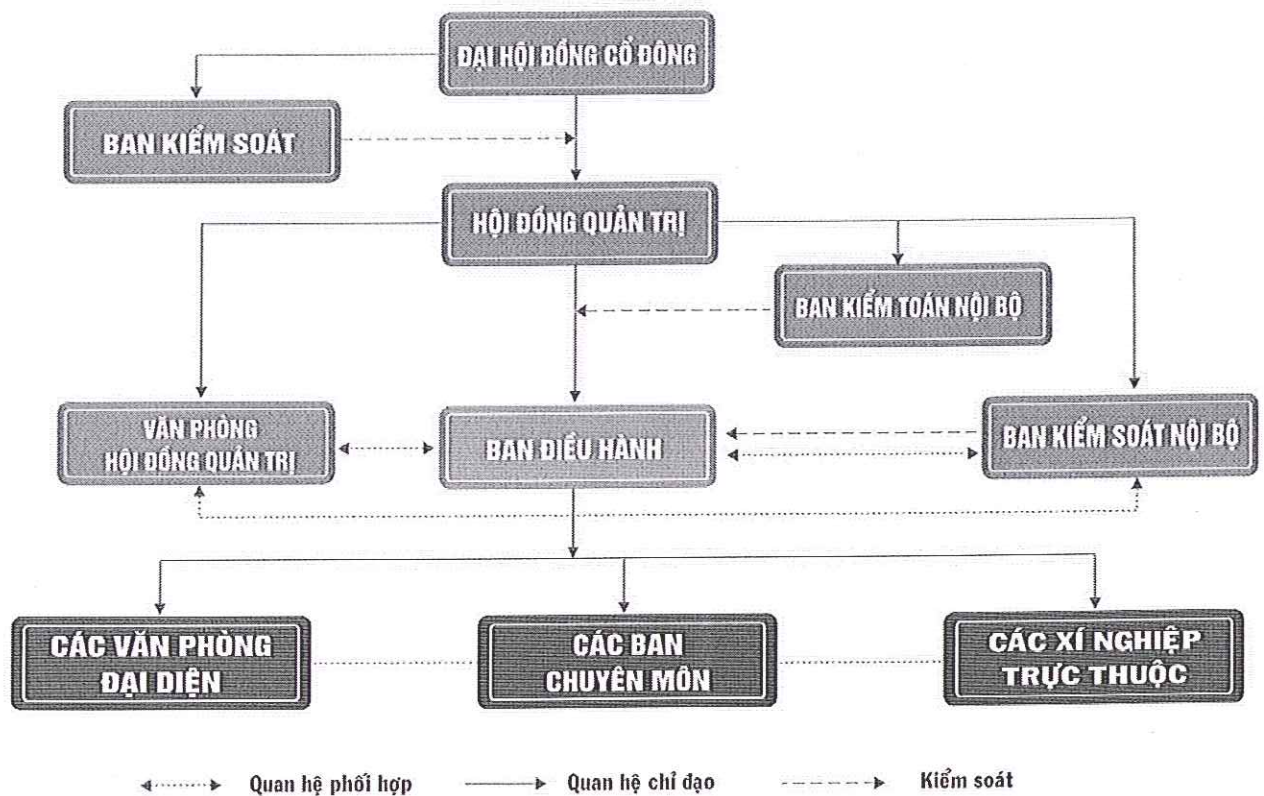 ĐẠI HỘI ĐỒNG CỔ ĐÔNG
BAN KIỂM SOÁT
HỘI ĐỒNG QUẢN TRỊ
BAN KIỂM TOÁN NỘI BỘ
VĂN PHÒNG
HỘI ĐỒNG QUẢN TRỊ
BAN ĐIỀU HÀNH
BAN KIỂM SOÁT NỘI BỘ
CÁC VĂN PHÒNG
ĐẠI DIỆN
CÁC BAN
CHUYÊN MÔN
CÁC XÍ NGHIỆP
TRỰC THUỘC
Quan hệ phối hợp
Quan hệ chỉ đạo
Kiểm soát